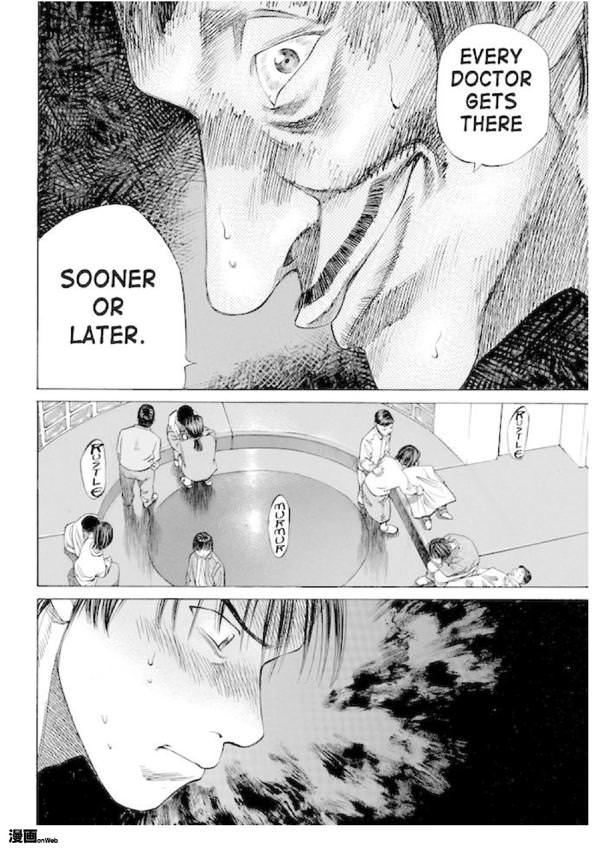 EVERY
DOCTOR
GETS
THERE
SOONER
OR
LATER.
RUSTLE
RUSTLE
MURMUR
漫画onWeb